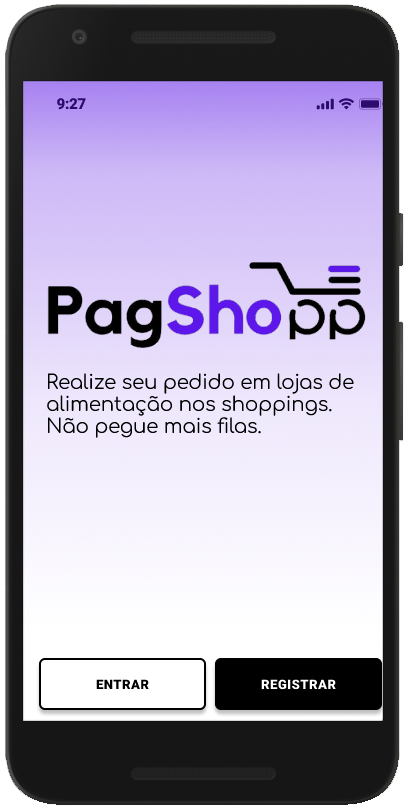 9:27
PagShopp
Realize seu pedido em lojas de
alimentação nos shoppings.
Não pegue mais filas.
ENTRAR
REGISTRAR